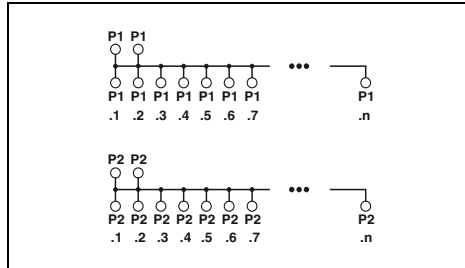 P1 P1
P1 P1 P1 P1 P1 P1 P1 P1
.1 .2 .3 .4 .5 .6 .7 .n
P2 P2
P2 P2 P2 P2 P2 P2 P2 P2
.1 .2 .3 .4 .5 .6 .7 .n